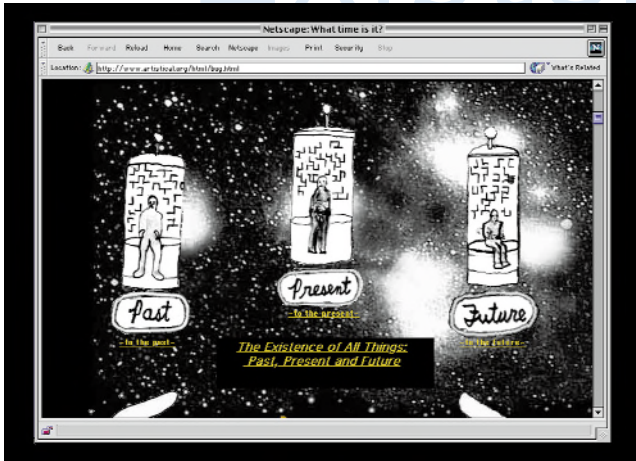 Netscape: What time is it?
Back Forward Reload Home Search Netscape Images Print Security Stop
Location: http://www.artistical.org/html/bug.html What's Related
Past
Present
Future
-to the past-
-to the present-
-to the future-
The Existence of All Things:
Past, Present and Future